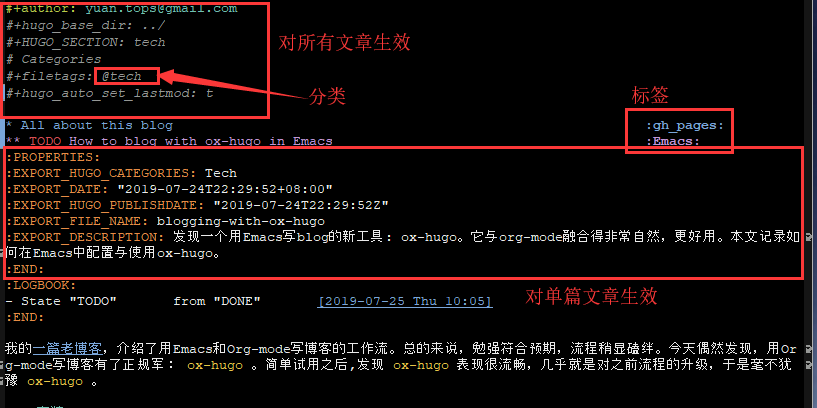 #+author: yuan.tops@gmail.com
#+hugo_base_dir: ../
#+HUGO_SECTION: tech
对所有文章生效
# Categories
#+filetags: @tech
#+hugo_auto_set_lastmod: t
分类
标签
* All about this blog :gh_pages:
** TODO How to blog with ox-hugo in Emacs :Emacs:
:PROPERTIES:
:EXPORT_HUGO_CATEGORIES: Tech
:EXPORT_DATE: "2019-07-24T22:29:52+08:00"
:EXPORT_HUGO_PUBLISHDATE: "2019-07-24T22:29:52Z"
:EXPORT_FILE_NAME: blogging-with-ox-hugo
:EXPORT_DESCRIPTION: 发现一个用Emacs写blog的新工具: ox-hugo。它与org-mode融合得非常自然，更好用。本文记录如
何在Emacs中配置与使用ox-hugo。
:END:
:LOGBOOK:
- State "TODO" from "DONE" [2019-07-25 Thu 10:05]
对单篇文章生效
:END:
我的一篇老博客，介绍了用Emacs和Org-mode写博客的工作流。总的来说，勉强符合预期，流程稍显磕绊。今天偶然发现，用Or
g-mode写博客有了正规军： ox-hugo 。简单试用之后,发现 ox-hugo 表现很流畅，几乎就是对之前流程的升级，于是毫不犹
豫 ox-hugo 。